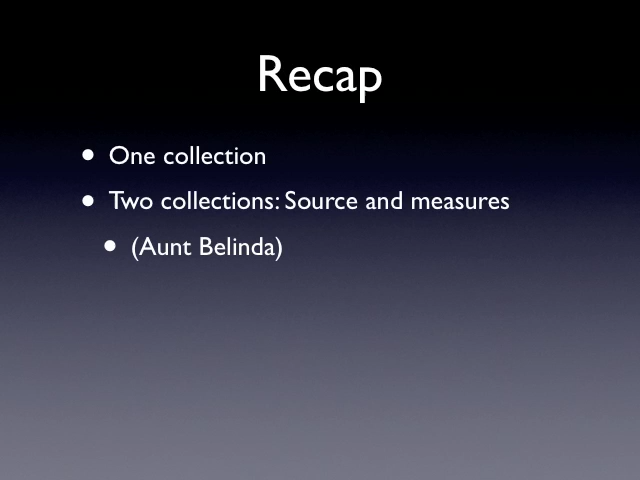 Recap
• One collection
• Two collections: Source and measures
• (Aunt Belinda)